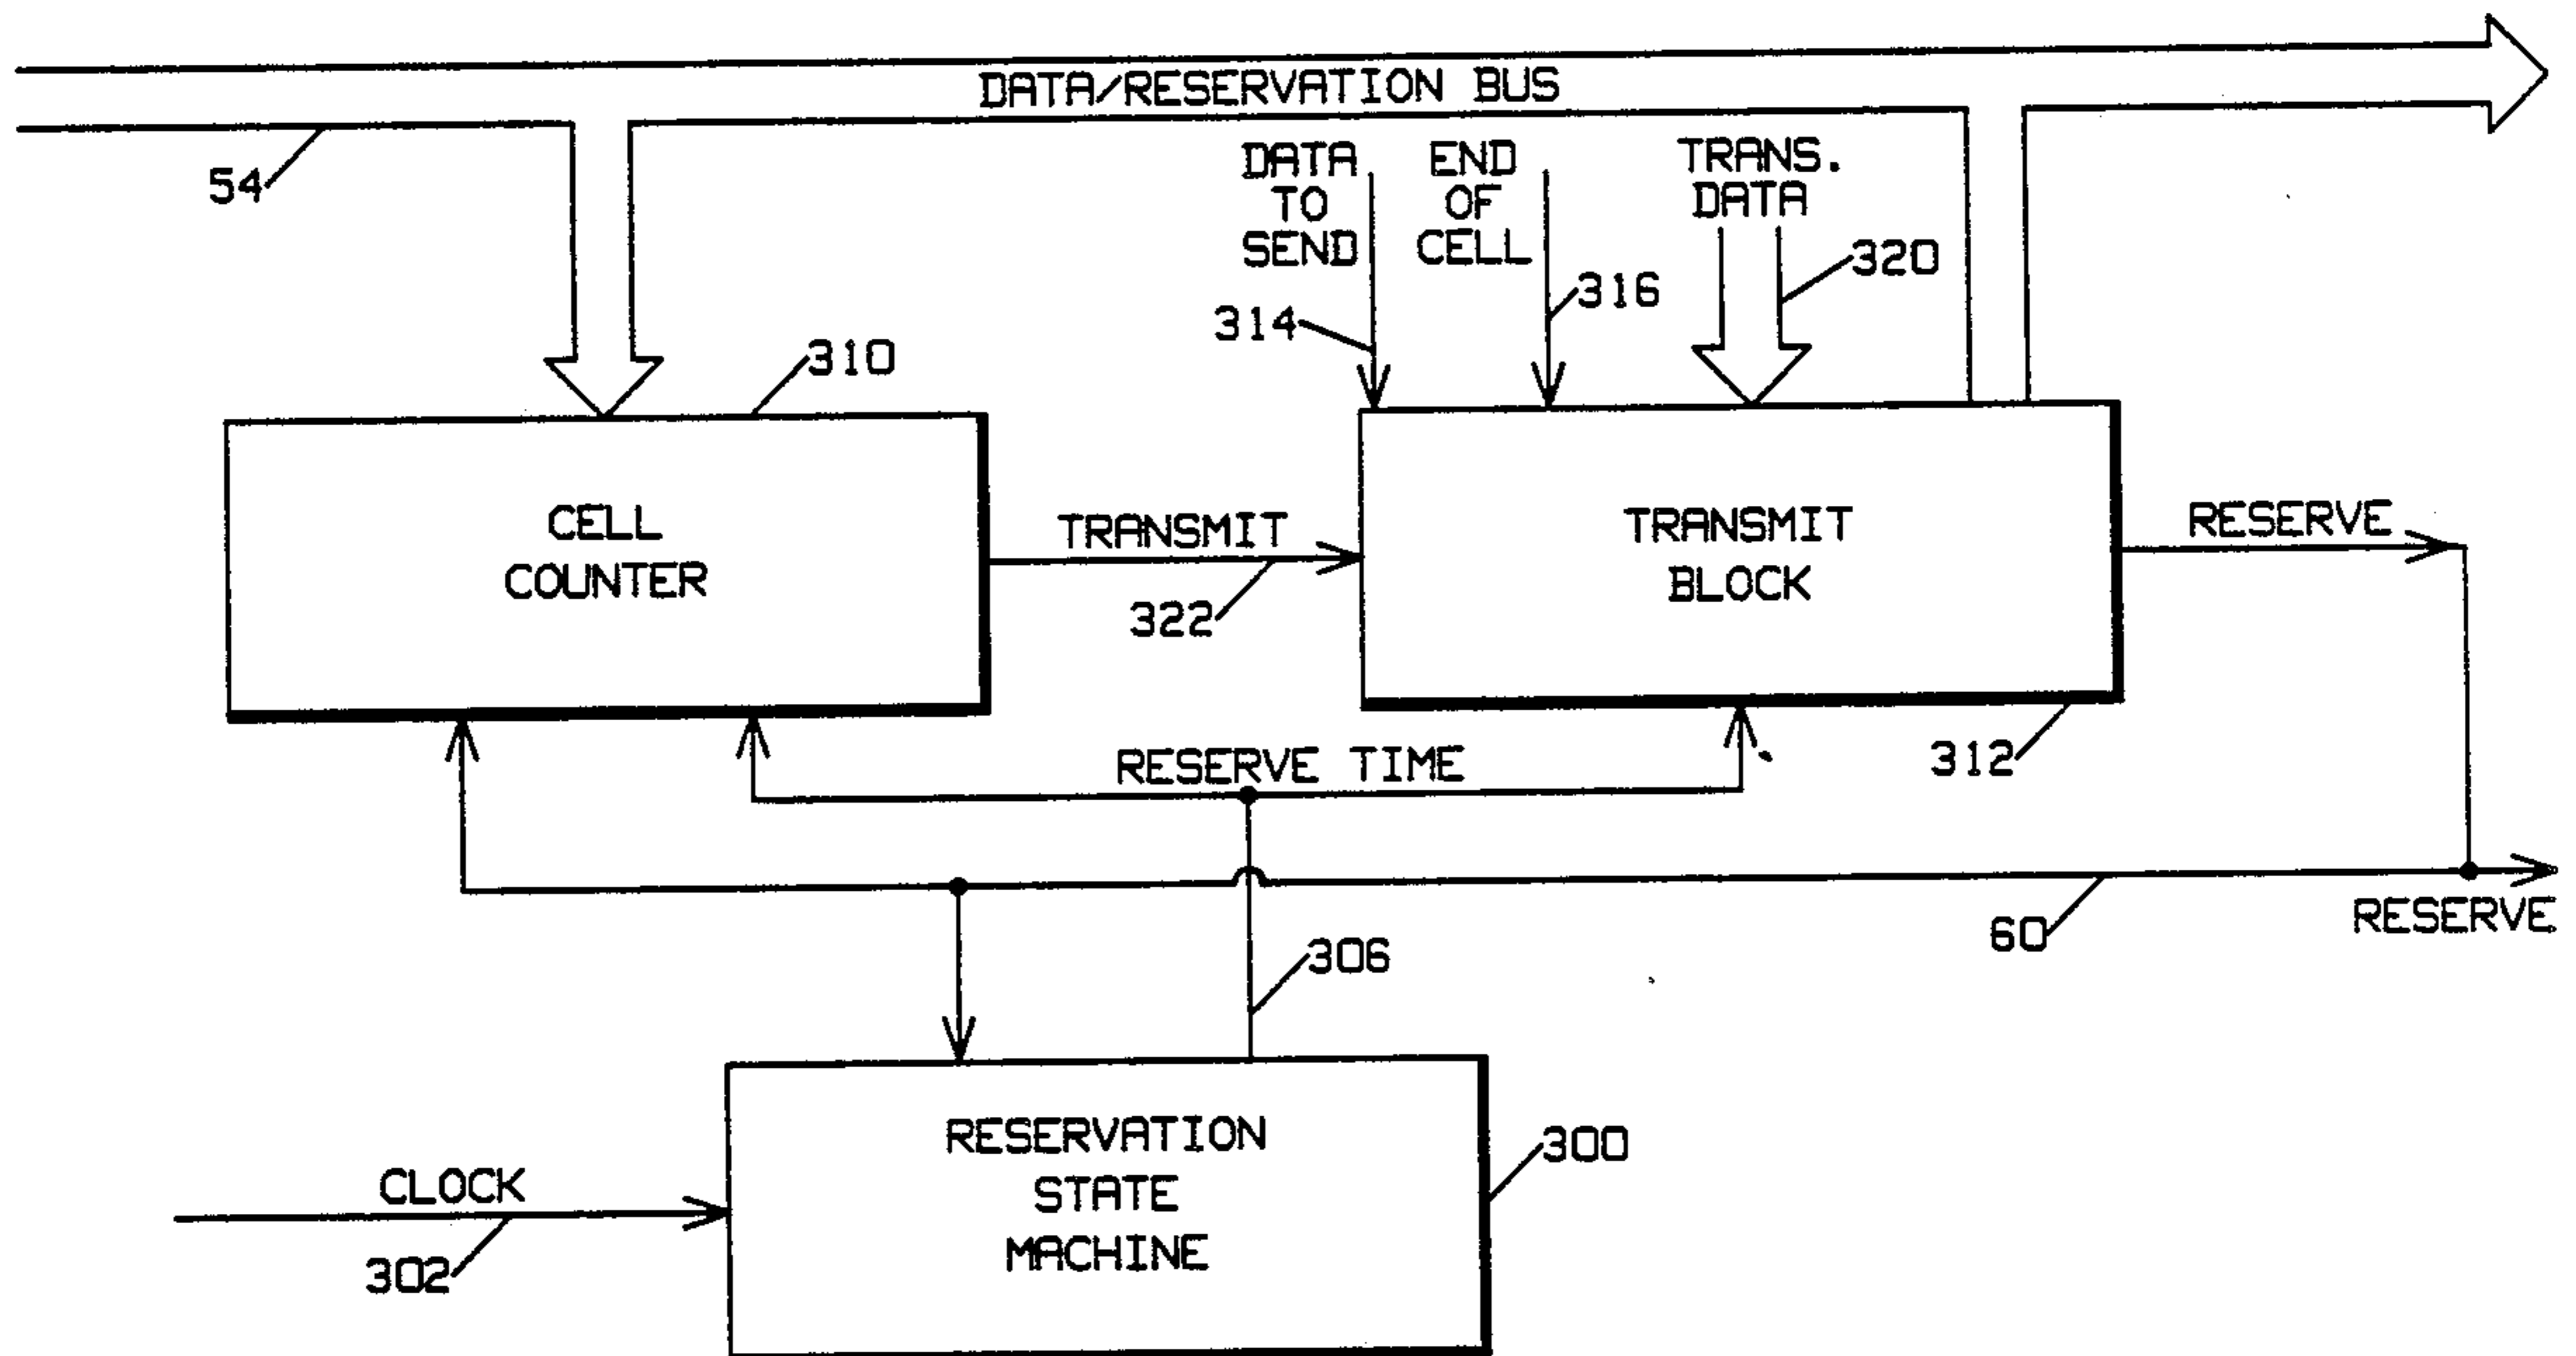 DATA/RESERVATION BUS
54
DATA
TO
SEND
END
OF
CELL
TRANS.
DATA
314
316
320
310
CELL
COUNTER
TRANSMIT
322
TRANSMIT
BLOCK
RESERVE
312
RESERVE TIME
60
RESERVE
306
RESERVATION
STATE
MACHINE
300
CLOCK
302